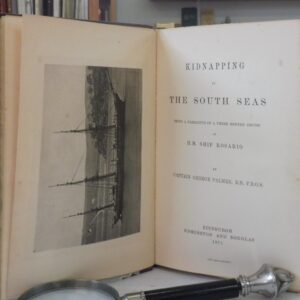 KIDNAPPING
IN
THE SOUTH SEAS
BEING A NARRATIVE OF A THREE MONTHS' CRUISE
OF
H.M. SHIP ROSARIO
BY
CAPTAIN GEORGE PALMER, R.N. F.R.G.S.
EDINBURGH
EDMONSTON AND DOUGLAS
1871